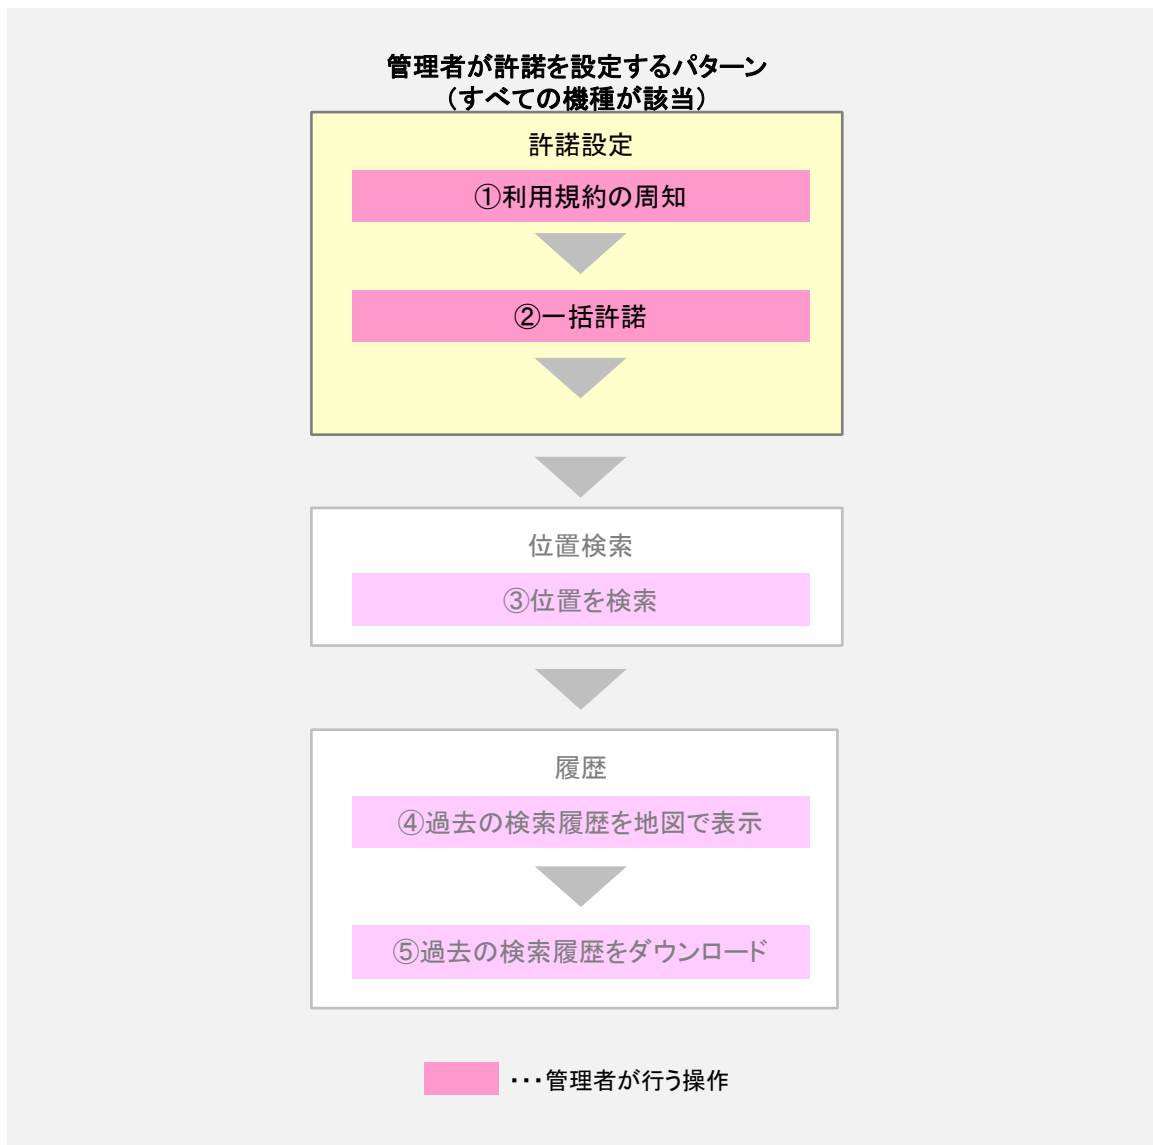 管理者が許諾を設定するパターン
（すべての機種が該当）
許諾設定
①利用規約の周知
②一括許諾
位置検索
③位置を検索
履歴
④過去の検索履歴を地図で表示
⑤過去の検索履歴をダウンロード
・・・管理者が行う操作